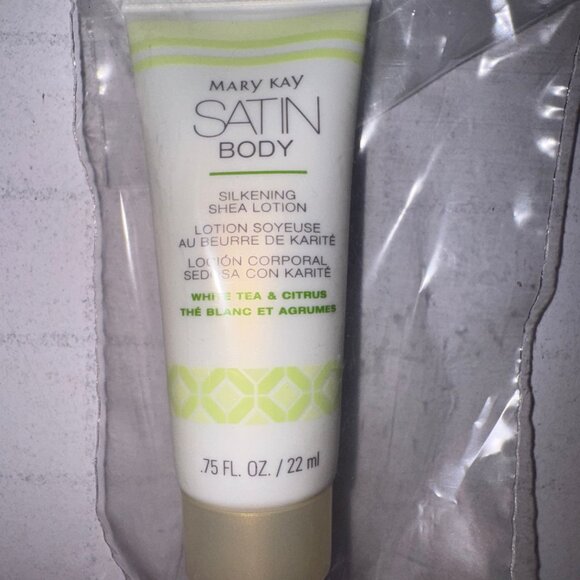 MARY KAY
SATIN
BODY
SILKENING
SHEA LOTION
LOTION SOYEUSE
AU BEURRE DE KARITÉ
LOCIÓN CORPORAL
SEDOSA CON KARITÉ
WHITE TEA & CITRUS
THÉ BLANC ET AGRUMES
.75 FL. OZ. / 22 ml